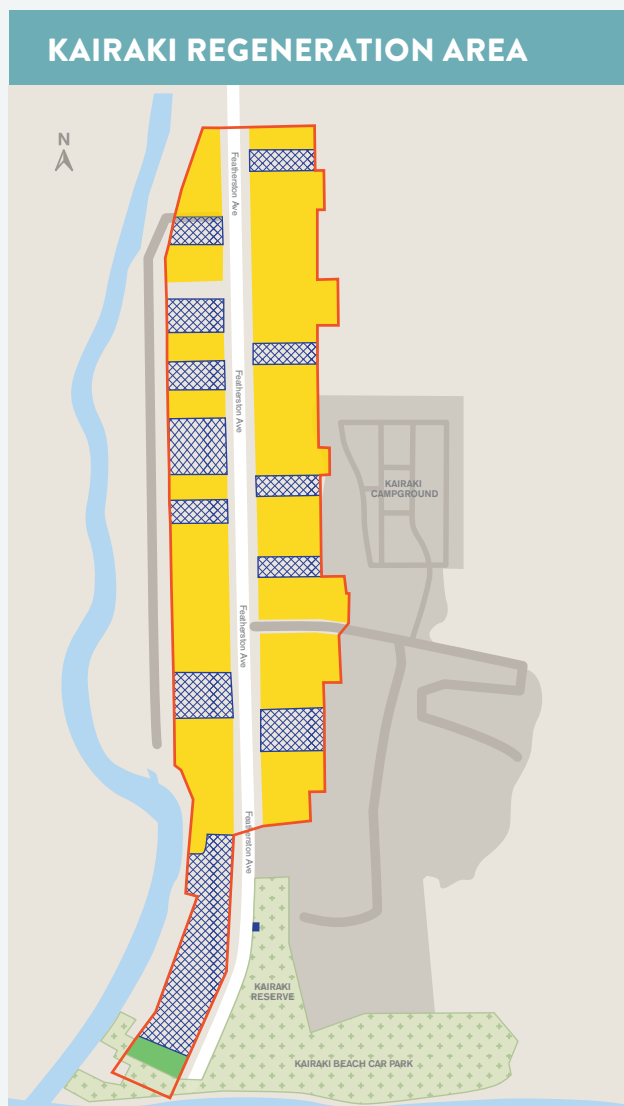 KAIRAKI REGENERATION AREA
N
Featherston Ave
Featherston Ave
KAIRAKI
CAMPGROUND
Featherston Ave
Featherston Ave
KAIRAKI
RESERVE
KAIRAKI BEACH CAR PARK